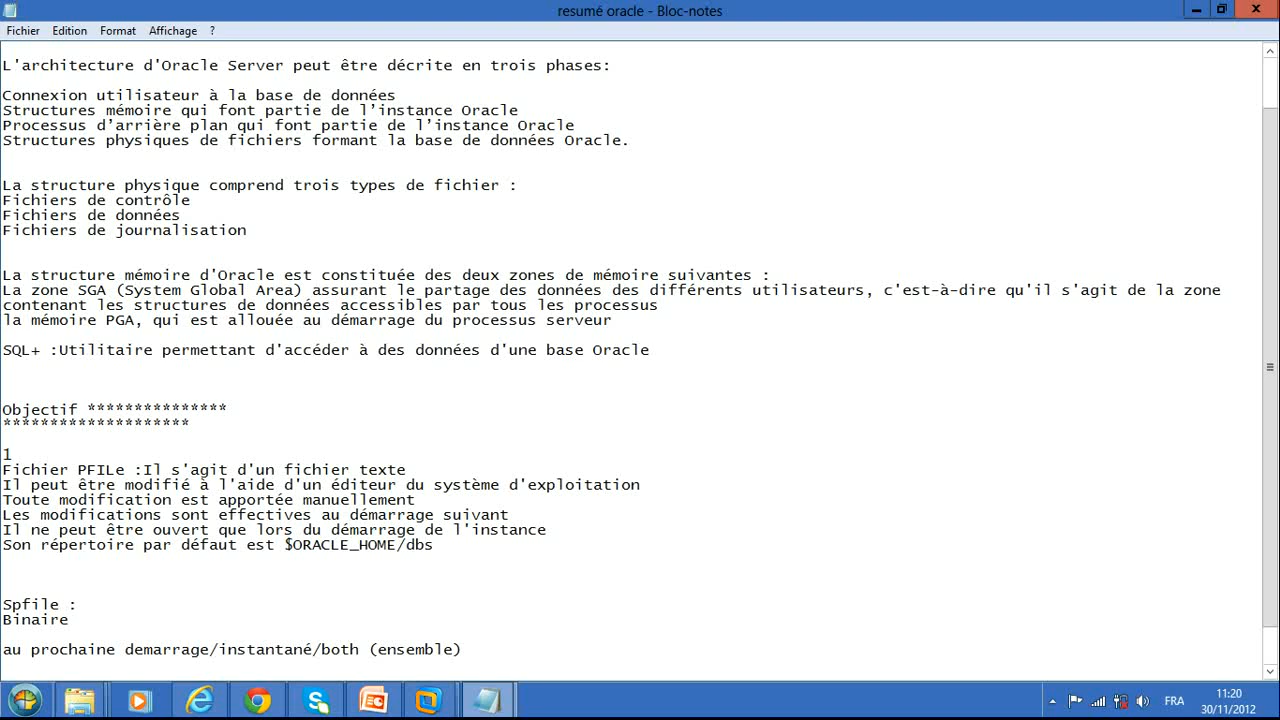 resumé oracle - Bloc-notes
Fichier Edition Format Affichage ?
L'architecture d'Oracle Server peut être décrite en trois phases:
Connexion utilisateur à la base de données
Structures mémoire qui font partie de l’instance Oracle
Processus d’arrière plan qui font partie de l’instance Oracle
Structures physiques de fichiers formant la base de données Oracle.
La structure physique comprend trois types de fichier :
Fichiers de contrôle
Fichiers de données
Fichiers de journalisation
La structure mémoire d'Oracle est constituée des deux zones de mémoire suivantes :
La zone SGA (System Global Area) assurant le partage des données des différents utilisateurs, c'est-à-dire qu'il s'agit de la zone
contenant les structures de données accessibles par tous les processus
la mémoire PGA, qui est allouée au démarrage du processus serveur
SQL+ :Utilitaire permettant d'accéder à des données d'une base Oracle
Objectif ***************
********************
1
Fichier PFILe :Il s'agit d'un fichier texte
Il peut être modifié à l'aide d'un éditeur du système d'exploitation
Toute modification est apportée manuellement
Les modifications sont effectives au démarrage suivant
Il ne peut être ouvert que lors du démarrage de l'instance
Son répertoire par défaut est $ORACLE_HOME/dbs
Spfile :
Binaire
au prochaine demarrage/instantané/both (ensemble)
FRA
11:20
30/11/2012